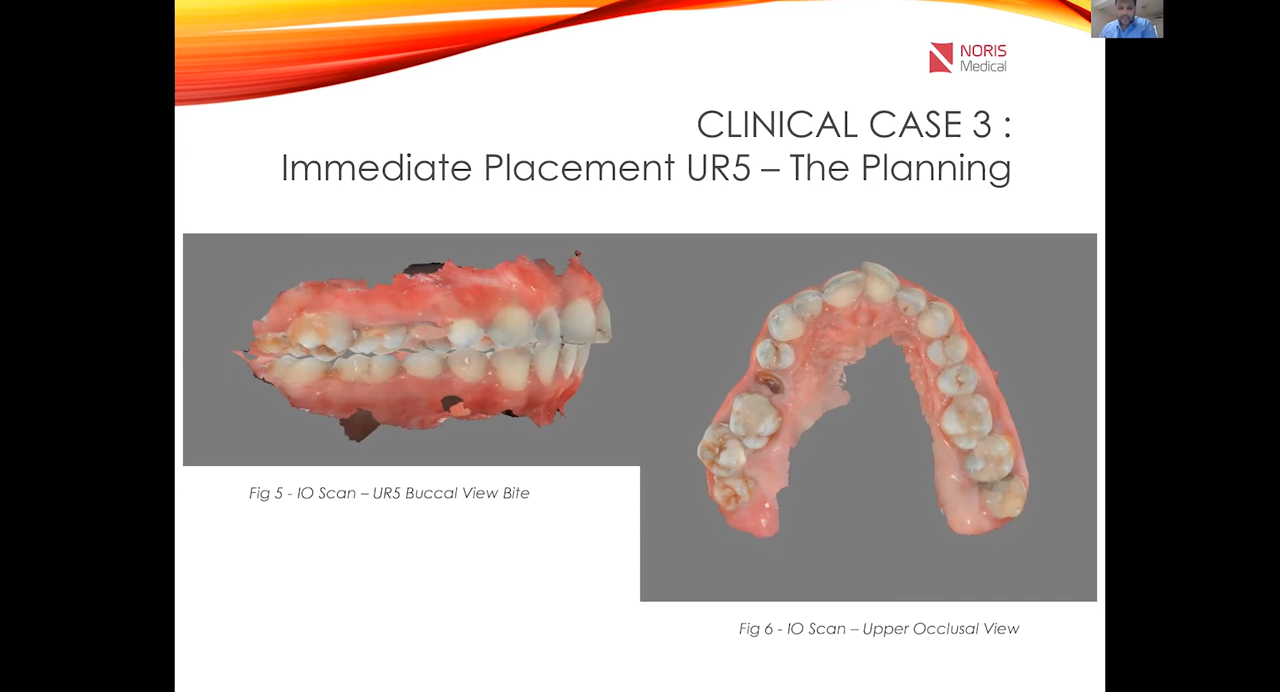 NORIS
Medical
CLINICAL CASE 3 :
Immediate Placement UR5 – The Planning
Fig 5 - IO Scan – UR5 Buccal View Bite
Fig 6 - IO Scan – Upper Occlusal View